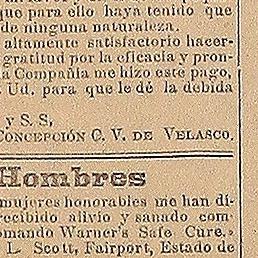 que para ello haya tenido que
de ninguna naturaleza.
altamente satisfactorio hacer-
gratitud por la eficacia y pron-
a Compañia me hizo este pago,
Ud. para que le dé la debida
y S, S,
CONCEPCIÓN C. V. DE VELASCO.
Hombres
mujeres honorables me han di-
recibido alivio y sanado com-
omando Warner's Safe Cure.»
L. Scott, Fairport, Estado de